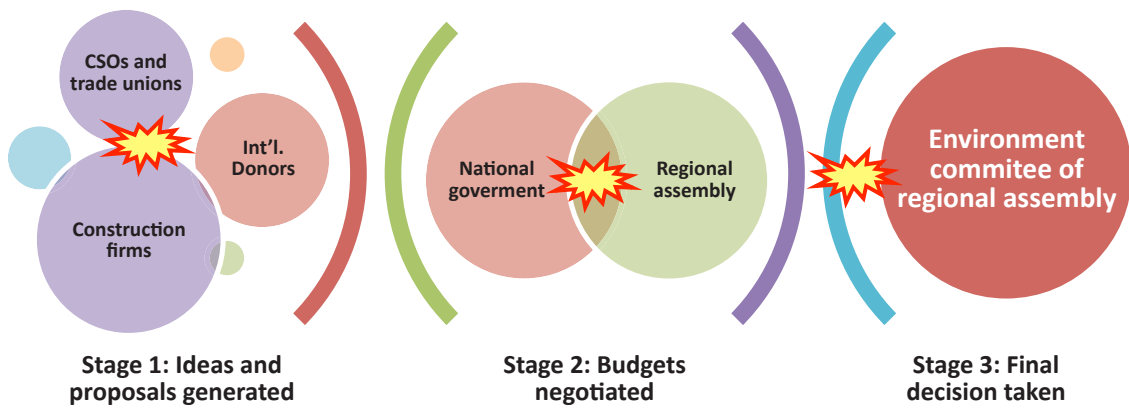 CSOs and
trade unions
Int'l.
Donors
Construction
firms
National
goverment
Regional
assembly
Environment
commitee of
regional assembly
Stage 1: Ideas and
proposals generated
Stage 2: Budgets
negotiated
Stage 3: Final
decision taken